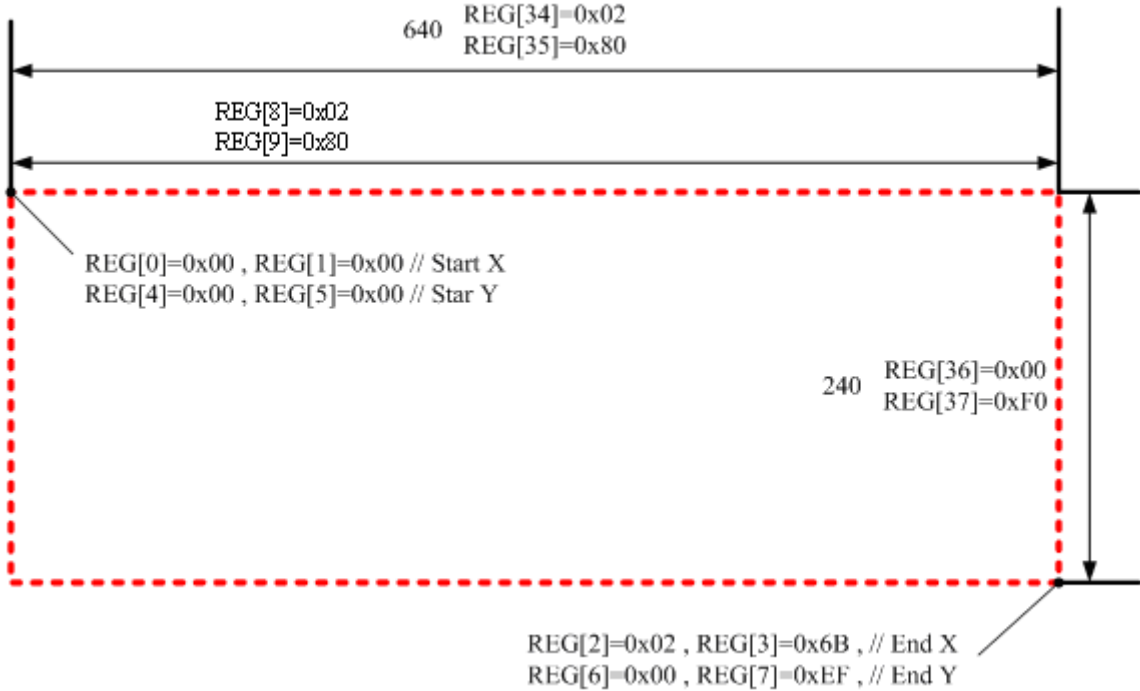 640
REG[34]=0x02
REG[35]=0x80
REG[8]=0x02
REG[9]=0x80
REG[0]=0x00 , REG[1]=0x00 // Start X
REG[4]=0x00 , REG[5]=0x00 // Star Y
240
REG[36]=0x00
REG[37]=0xF0
REG[2]=0x02 , REG[3]=0x6B , // End X
REG[6]=0x00 , REG[7]=0xEF , // End Y